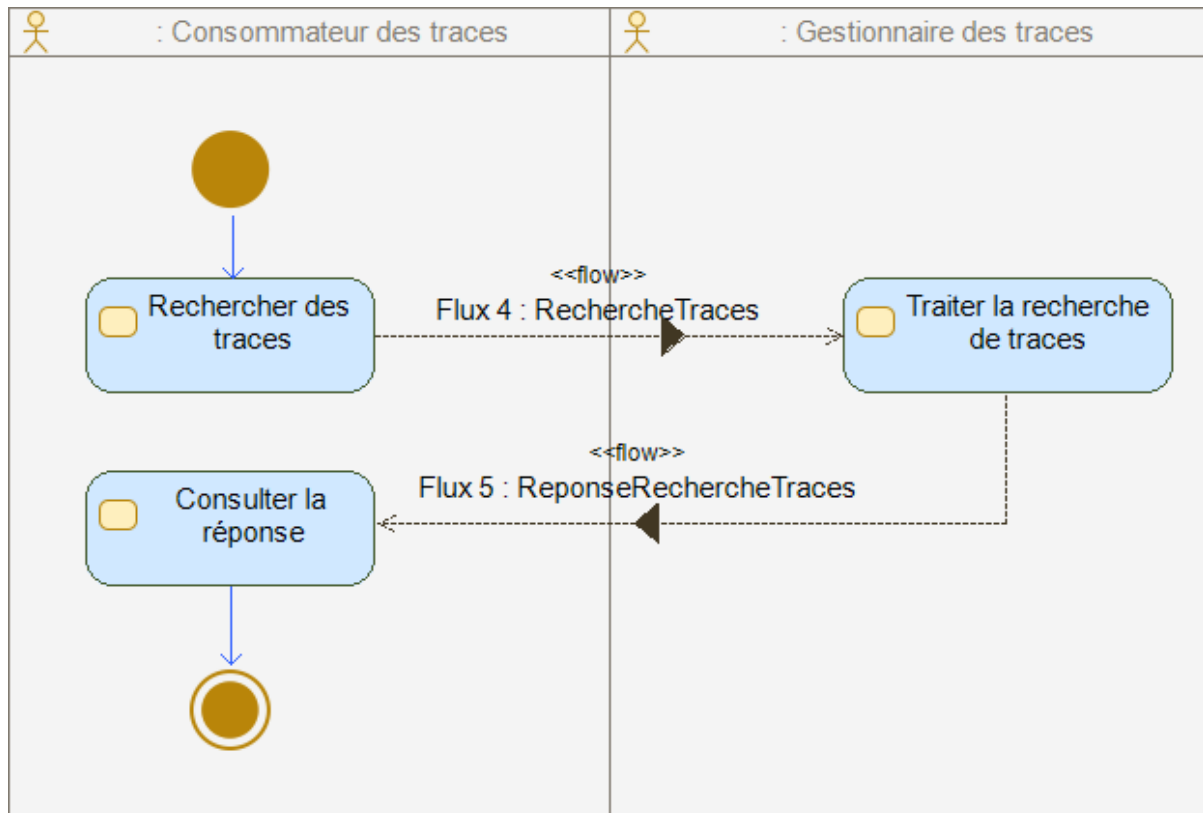 : Consommateur des traces
: Gestionnaire des traces
Rechercher des
traces
<<flow>>
Flux 4 : RechercheTraces
Traiter la recherche
de traces
<<flow>>
Flux 5 : ReponseRechercheTraces
Consulter la
réponse